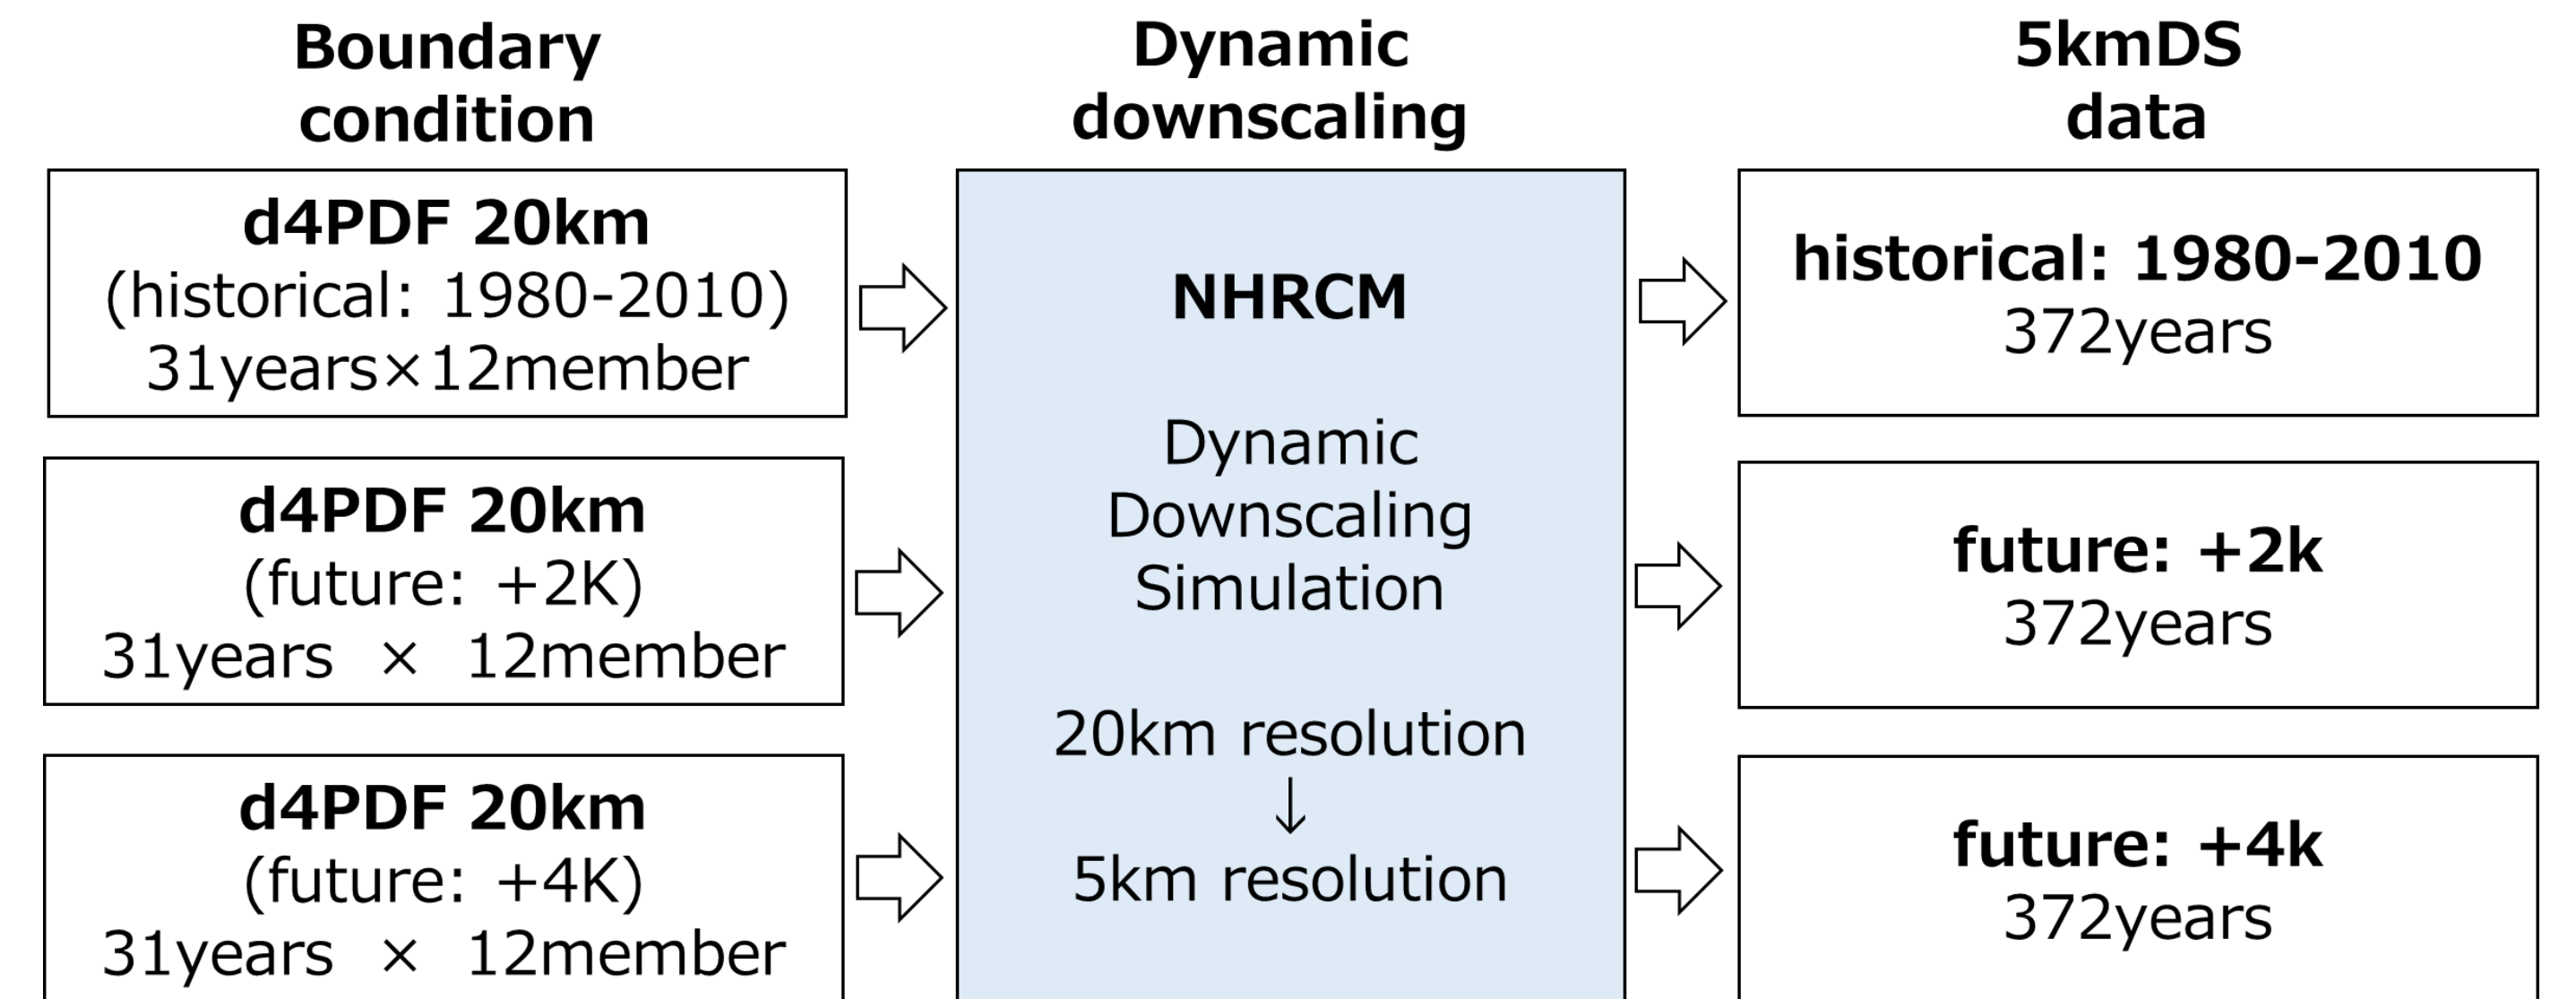 Boundary
condition
Dynamic
downscaling
5kmDS
data
d4PDF 20km
(historical: 1980-2010)
31years×12member
d4PDF 20km
(future: +2K)
31years × 12member
d4PDF 20km
(future: +4K)
31years × 12member
NHRCM
Dynamic
Downscaling
Simulation
20km resolution
↓
5km resolution
historical: 1980-2010
372years
future: +2k
372years
future: +4k
372years